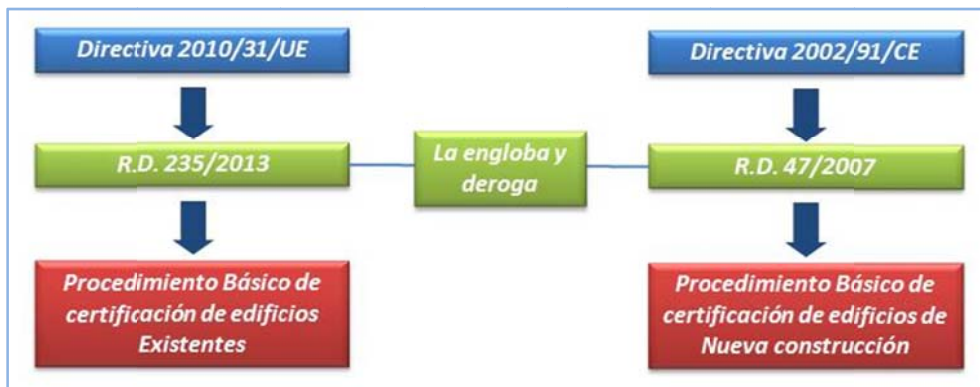 Directiva 2010/31/UE
Directiva 2002/91/CE
R.D. 235/2013
La engloba y
deroga
R.D. 47/2007
Procedimiento Básico de
certificación de edificios
Existentes
Procedimiento Básico de
certificación de edificios de
Nueva construcción